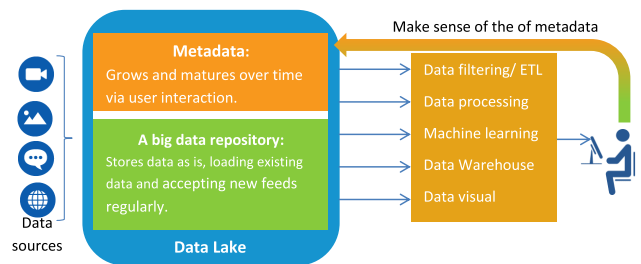 Make sense of the of metadata
Metadata:
Grows and matures over time
via user interaction.
A big data repository:
Stores data as is, loading existing
data and accepting new feeds
regularly.
Data Lake
Data
sources
Data filtering/ ETL
Data processing
Machine learning
Data Warehouse
Data visual